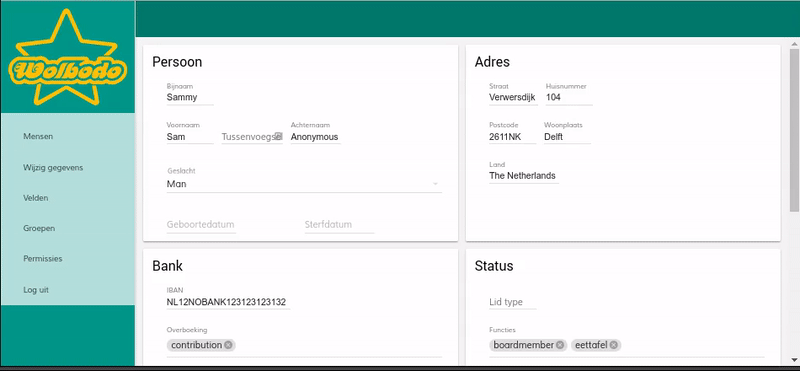 Wolbodo
Mensen
Wijzig gegevens
Velden
Groepen
Permissies
Log uit
Persoon
Bijnaam
Sammy
Voornaam Achternaam
Sam Tussenvoegsel Anonymous
Geslacht
Man
Geboortedatum Sterfdatum
Adres
Straat Huisnummer
Verwersdijk 104
Postcode Woonplaats
2611NK Delft
Land
The Netherlands
Bank
IBAN
NL12NOBANK123123123132
Overboeking
contribution
Status
Lid type
Functies
boardmember eettafel